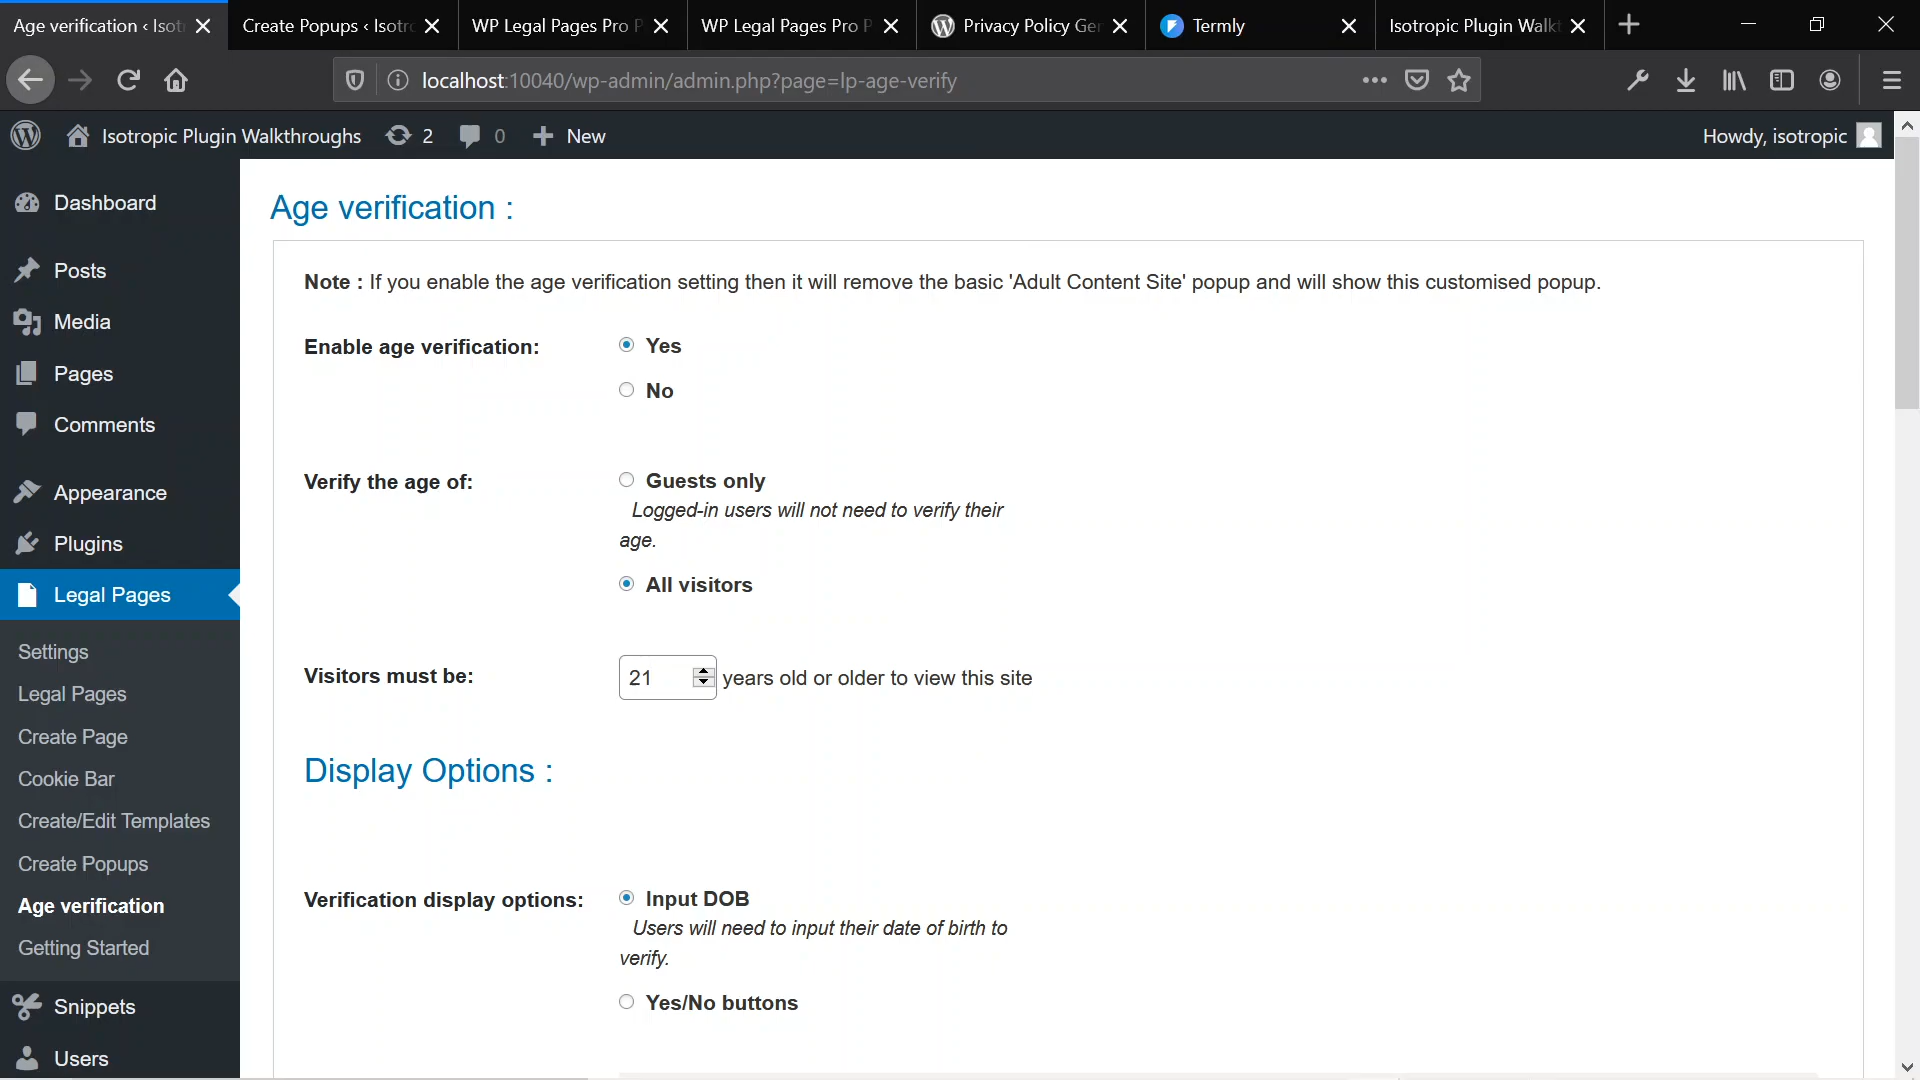 Age verification ‹ Isotr
Create Popups ‹ Isotro
WP Legal Pages Pro P
WP Legal Pages Pro P
Privacy Policy Gen
Termly
Isotropic Plugin Walkt
localhost:10040/wp-admin/admin.php?page=lp-age-verify
Isotropic Plugin Walkthroughs
2
0
New
Howdy, isotropic
Dashboard
Posts
Media
Pages
Comments
Appearance
Plugins
Legal Pages
Settings
Legal Pages
Create Page
Cookie Bar
Create/Edit Templates
Create Popups
Age verification
Getting Started
Snippets
Users
Age verification :
Note : If you enable the age verification setting then it will remove the basic 'Adult Content Site' popup and will show this customised popup.
Enable age verification:
Yes
No
Verify the age of:
Guests only
Logged-in users will not need to verify their
age.
All visitors
Visitors must be:
21 years old or older to view this site
Display Options :
Verification display options:
Input DOB
Users will need to input their date of birth to
verify.
Yes/No buttons